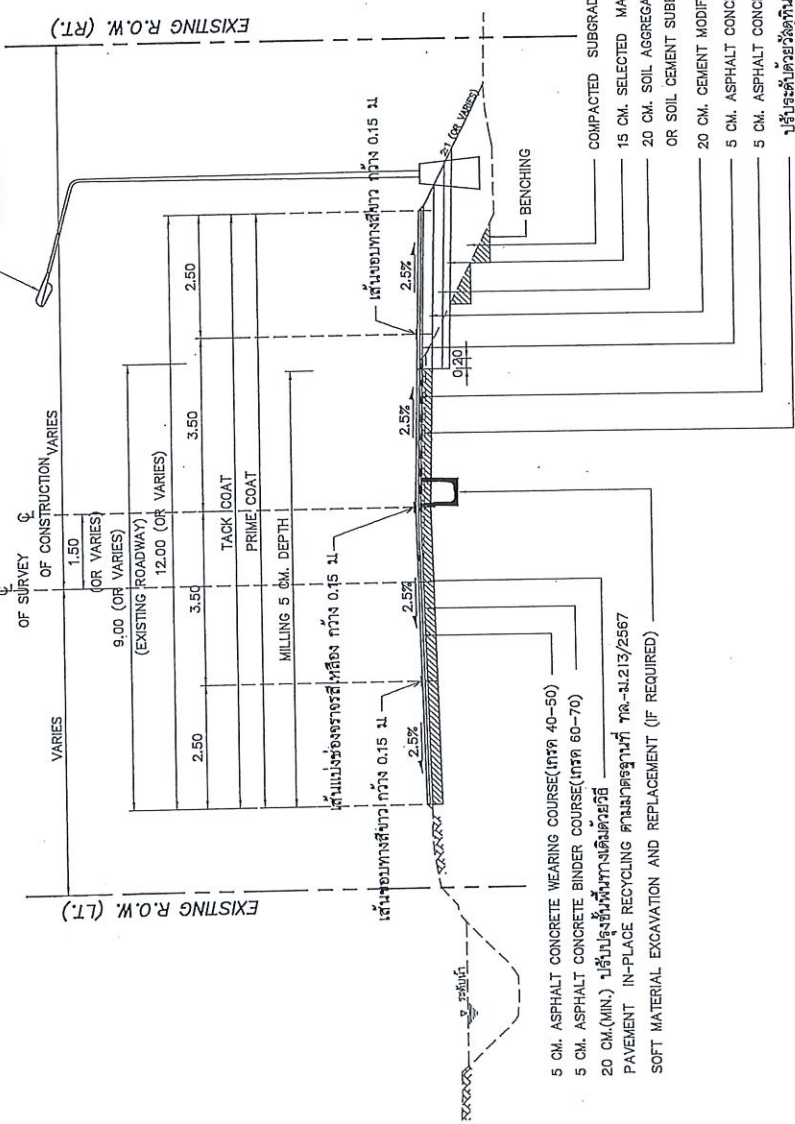 EXISTING R.O.W. (LT.)
EXISTING R.O.W. (RT.)
VARIES
VARIES
℄
OF SURVEY
℄
OF CONSTRUCTION
1.50
(OR VARIES)
9.00 (OR VARIES)
(EXISTING ROADWAY)
12.00 (OR VARIES)
2.50
3.50
3.50
2.50
TACK COAT
PRIME COAT
MILLING 5 CM. DEPTH
เส้นแบ่งช่องจราจรสีเหลือง กว้าง 0.15 ม
เส้นขอบทางสีขาว กว้าง 0.15 ม
เส้นขอบทางสีขาว กว้าง 0.15 ม
2.5%
2.5%
2.5%
2.5%
2:1 (OR VARIES)
0.20
BENCHING
ระดับน้ำ
5 CM. ASPHALT CONCRETE WEARING COURSE(เกรด 40-50)
5 CM. ASPHALT CONCRETE BINDER COURSE(เกรด 60-70)
20 CM.(MIN.) ปรับปรุงชั้นพื้นทางเดิมด้วยวิธี
PAVEMENT IN-PLACE RECYCLING ตามมาตรฐานที่ ทล.-ม.213/2567
SOFT MATERIAL EXCAVATION AND REPLACEMENT (IF REQUIRED)
COMPACTED SUBGRAD
15 CM. SELECTED MA
20 CM. SOIL AGGREGA
OR SOIL CEMENT SUB
20 CM. CEMENT MODIF
5 CM. ASPHALT CONC
5 CM. ASPHALT CONC
ปรับระดับด้วยวัสดุหิน